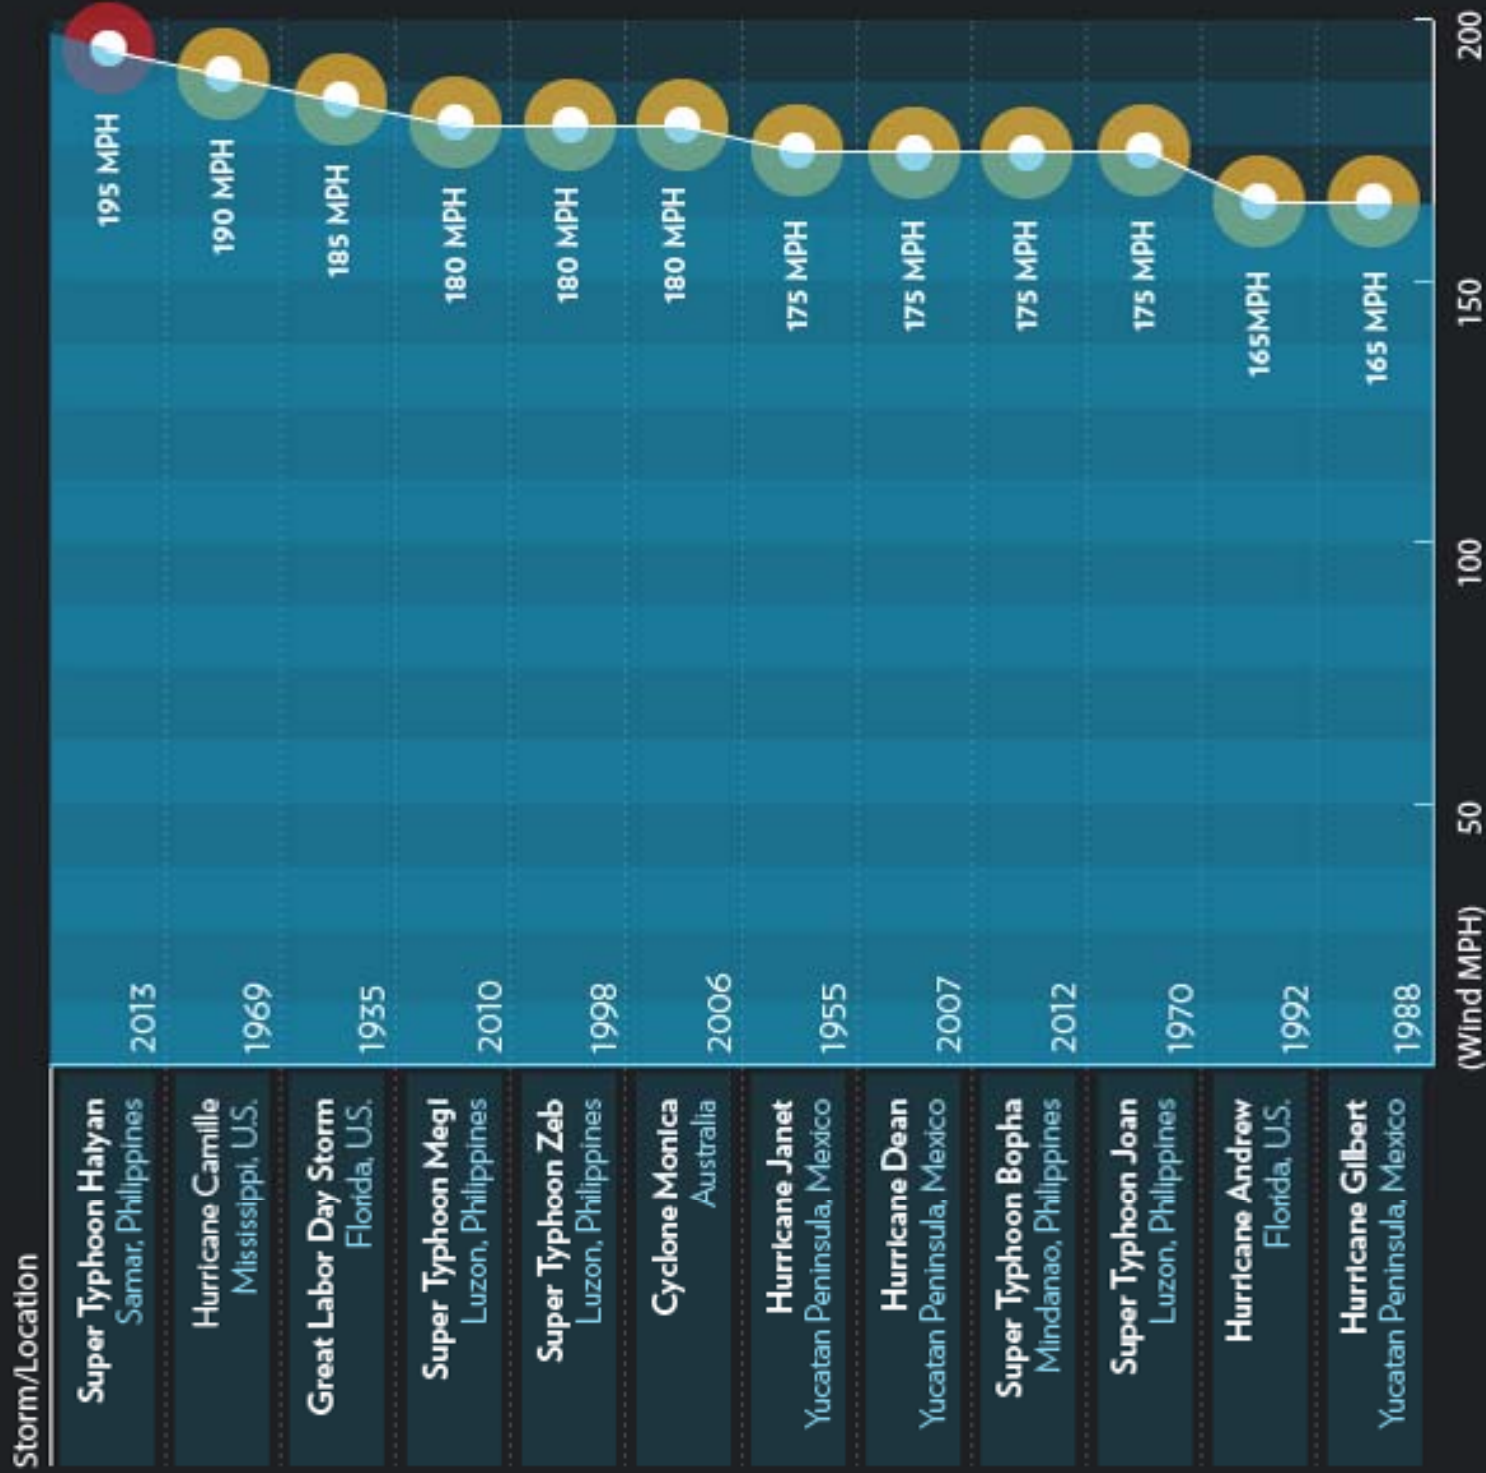 Storm/Location
Super Typhoon Haiyan
Samar, Philippines
2013
195 MPH
Hurricane Camille
Mississippi, U.S.
1969
190 MPH
Great Labor Day Storm
Florida, U.S.
1935
185 MPH
Super Typhoon Megi
Luzon, Philippines
2010
180 MPH
Super Typhoon Zeb
Luzon, Philippines
1998
180 MPH
Cyclone Monica
Australia
2006
180 MPH
Hurricane Janet
Yucatan Peninsula, Mexico
1955
175 MPH
Hurricane Dean
Yucatan Peninsula, Mexico
2007
175 MPH
Super Typhoon Bopha
Mindanao, Philippines
2012
175 MPH
Super Typhoon Joan
Luzon, Philippines
1970
175 MPH
Hurricane Andrew
Florida, U.S.
1992
165MPH
Hurricane Gilbert
Yucatan Peninsula, Mexico
1988
165 MPH
(Wind MPH)
50
100
150
200